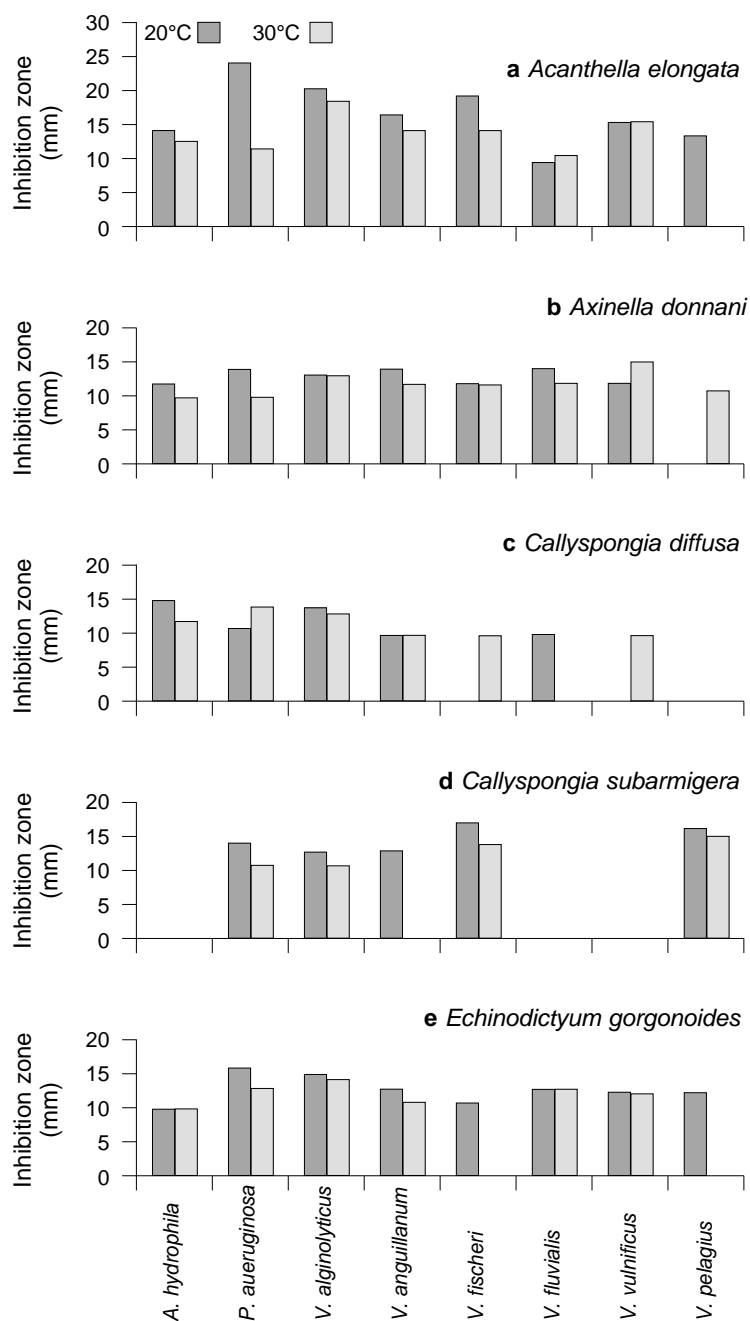 20°C 30°C
a Acanthella elongata
Inhibition zone
(mm)
30
25
20
15
10
5
0
b Axinella donnani
Inhibition zone
(mm)
20
15
10
5
0
c Callyspongia diffusa
Inhibition zone
(mm)
20
15
10
5
0
d Callyspongia subarmigera
Inhibition zone
(mm)
20
15
10
5
0
e Echinodictyum gorgonoides
Inhibition zone
(mm)
20
15
10
5
0
A. hydrophila
P. aueruginosa
V. alginolyticus
V. anguillanum
V. fischeri
V. fluvialis
V. vulnificus
V. pelagius